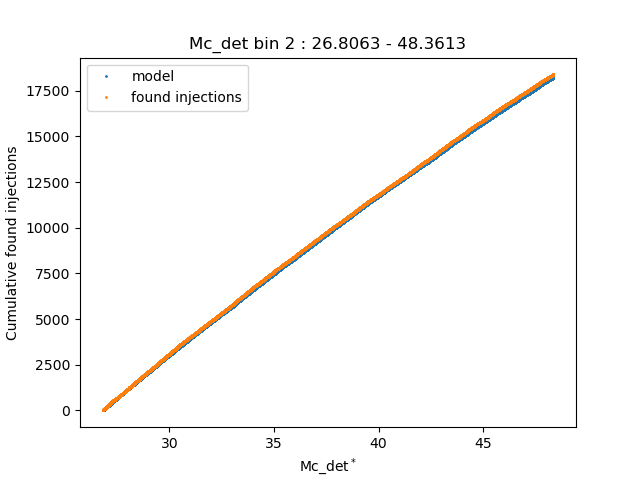 Mc_det bin 2 : 26.8063 - 48.3613
model
found injections
Cumulative found injections
17500
15000
12500
10000
7500
5000
2500
0
30
35
40
45
Mc_det*